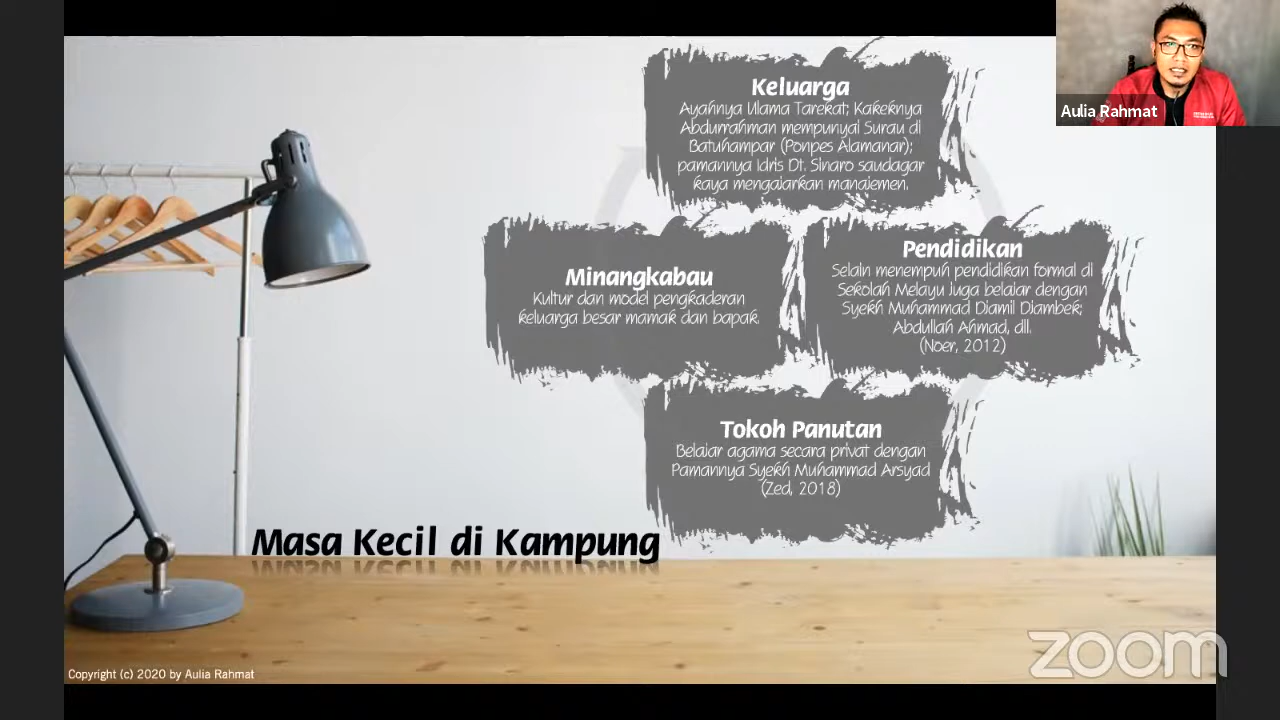 Keluarga
Ayahnya Ulama Tarekat; Kakeknya
Abdurrahman mempunyai Surau di
Batuhampar (Ponpes Alamanar);
pamannya Idris Dt. Sinaro saudagar
kaya mengajarkan manajemen.
Aulia Rahmat
Minangkabau
Kultur dan model pengkaderan
keluarga besar mamak dan bapak.
Pendidikan
Selain menempuh pendidikan formal di
Sekolah Melayu juga belajar dengan
Syekh Muhammad Djamil Djambek;
Abdullah Ahmad, dll.
(Noer, 2012)
Tokoh Panutan
Belajar agama secara privat dengan
Pamannya Syekh Muhammad Arsyad
(Zed, 2018)
Masa Kecil di Kampung
zoom
Copyright (c) 2020 by Aulia Rahmat